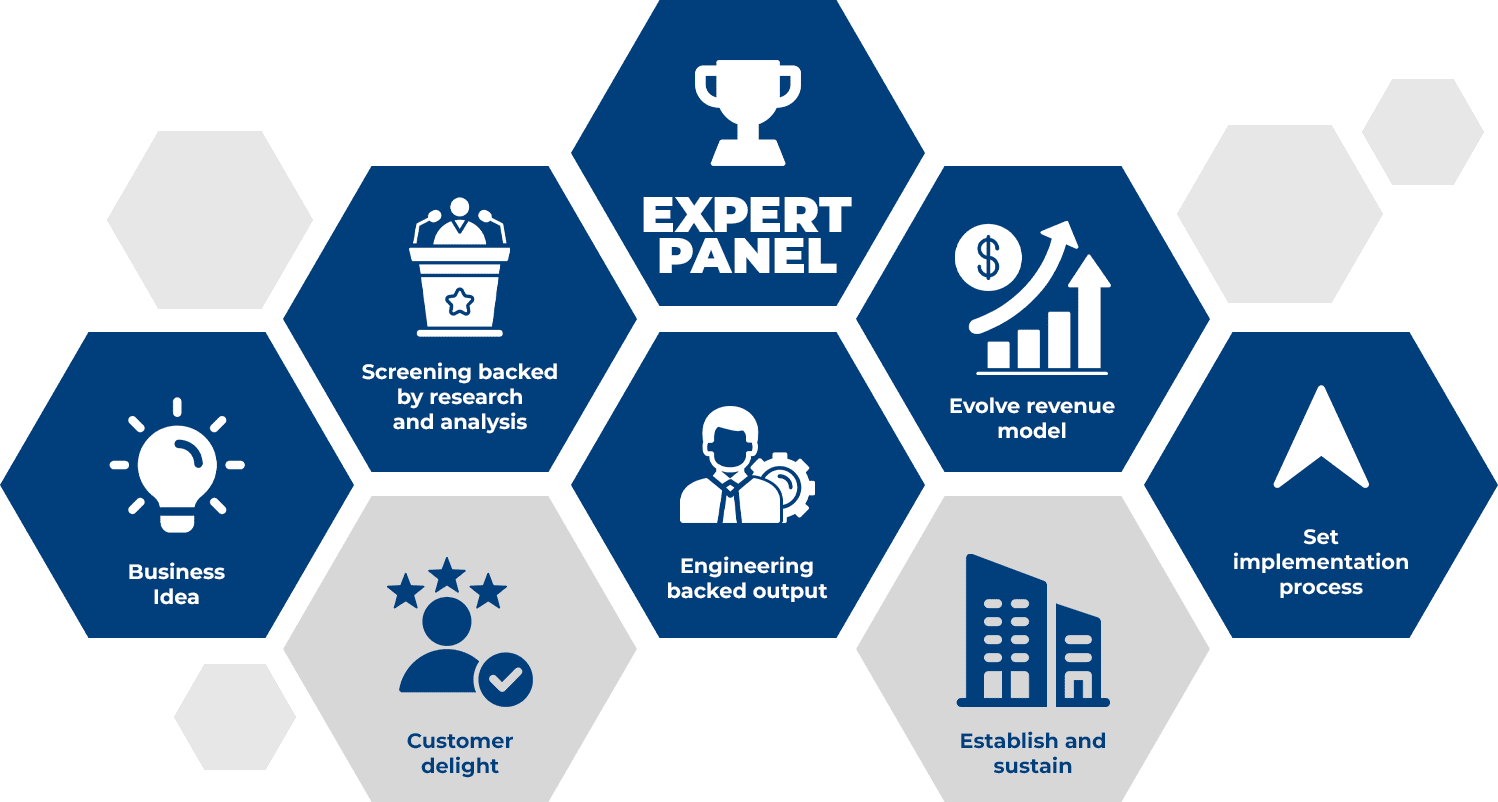 EXPERT
PANEL
Screening backed
by research
and analysis
Evolve revenue
model
Business
Idea
Engineering
backed output
Set
implementation
process
Customer
delight
Establish and
sustain
$